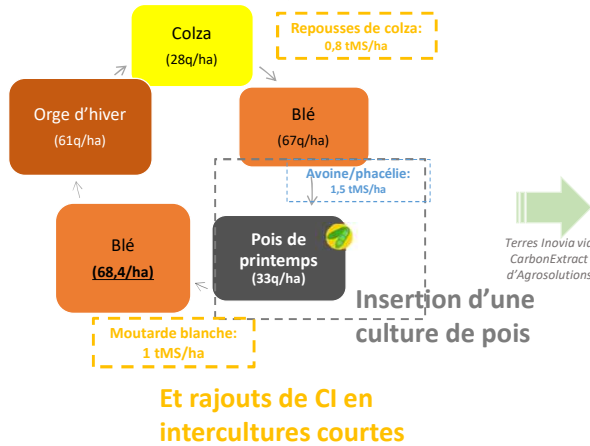 Colza
(28q/ha)
Repousses de colza:
0,8 tMS/ha
Orge d'hiver
(61q/ha)
Blé
(67q/ha)
Avoine/phacélie:
1,5 tMS/ha
Blé
(68,4/ha)
Pois de
printemps
(33q/ha)
Terres Inovia via
CarbonExtract
d'Agrosolutions
Insertion d'une
culture de pois
Moutarde blanche:
1 tMS/ha
Et rajouts de CI en
intercultures courtes